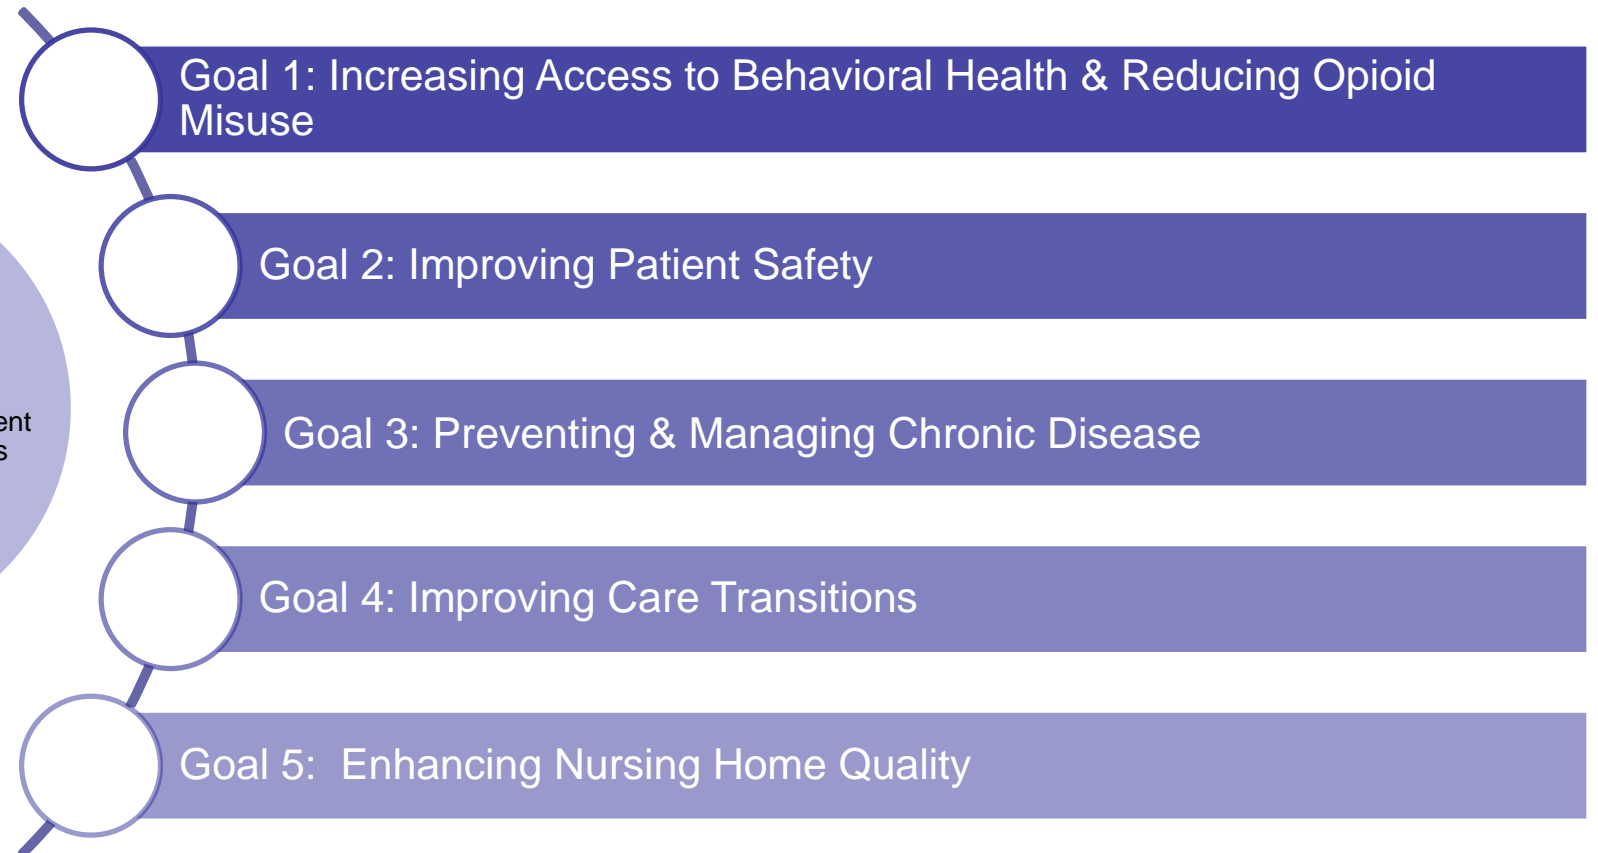 Goal 1: Increasing Access to Behavioral Health & Reducing Opioid
Misuse
Goal 2: Improving Patient Safety
ent
s
Goal 3: Preventing & Managing Chronic Disease
Goal 4: Improving Care Transitions
Goal 5:  Enhancing Nursing Home Quality